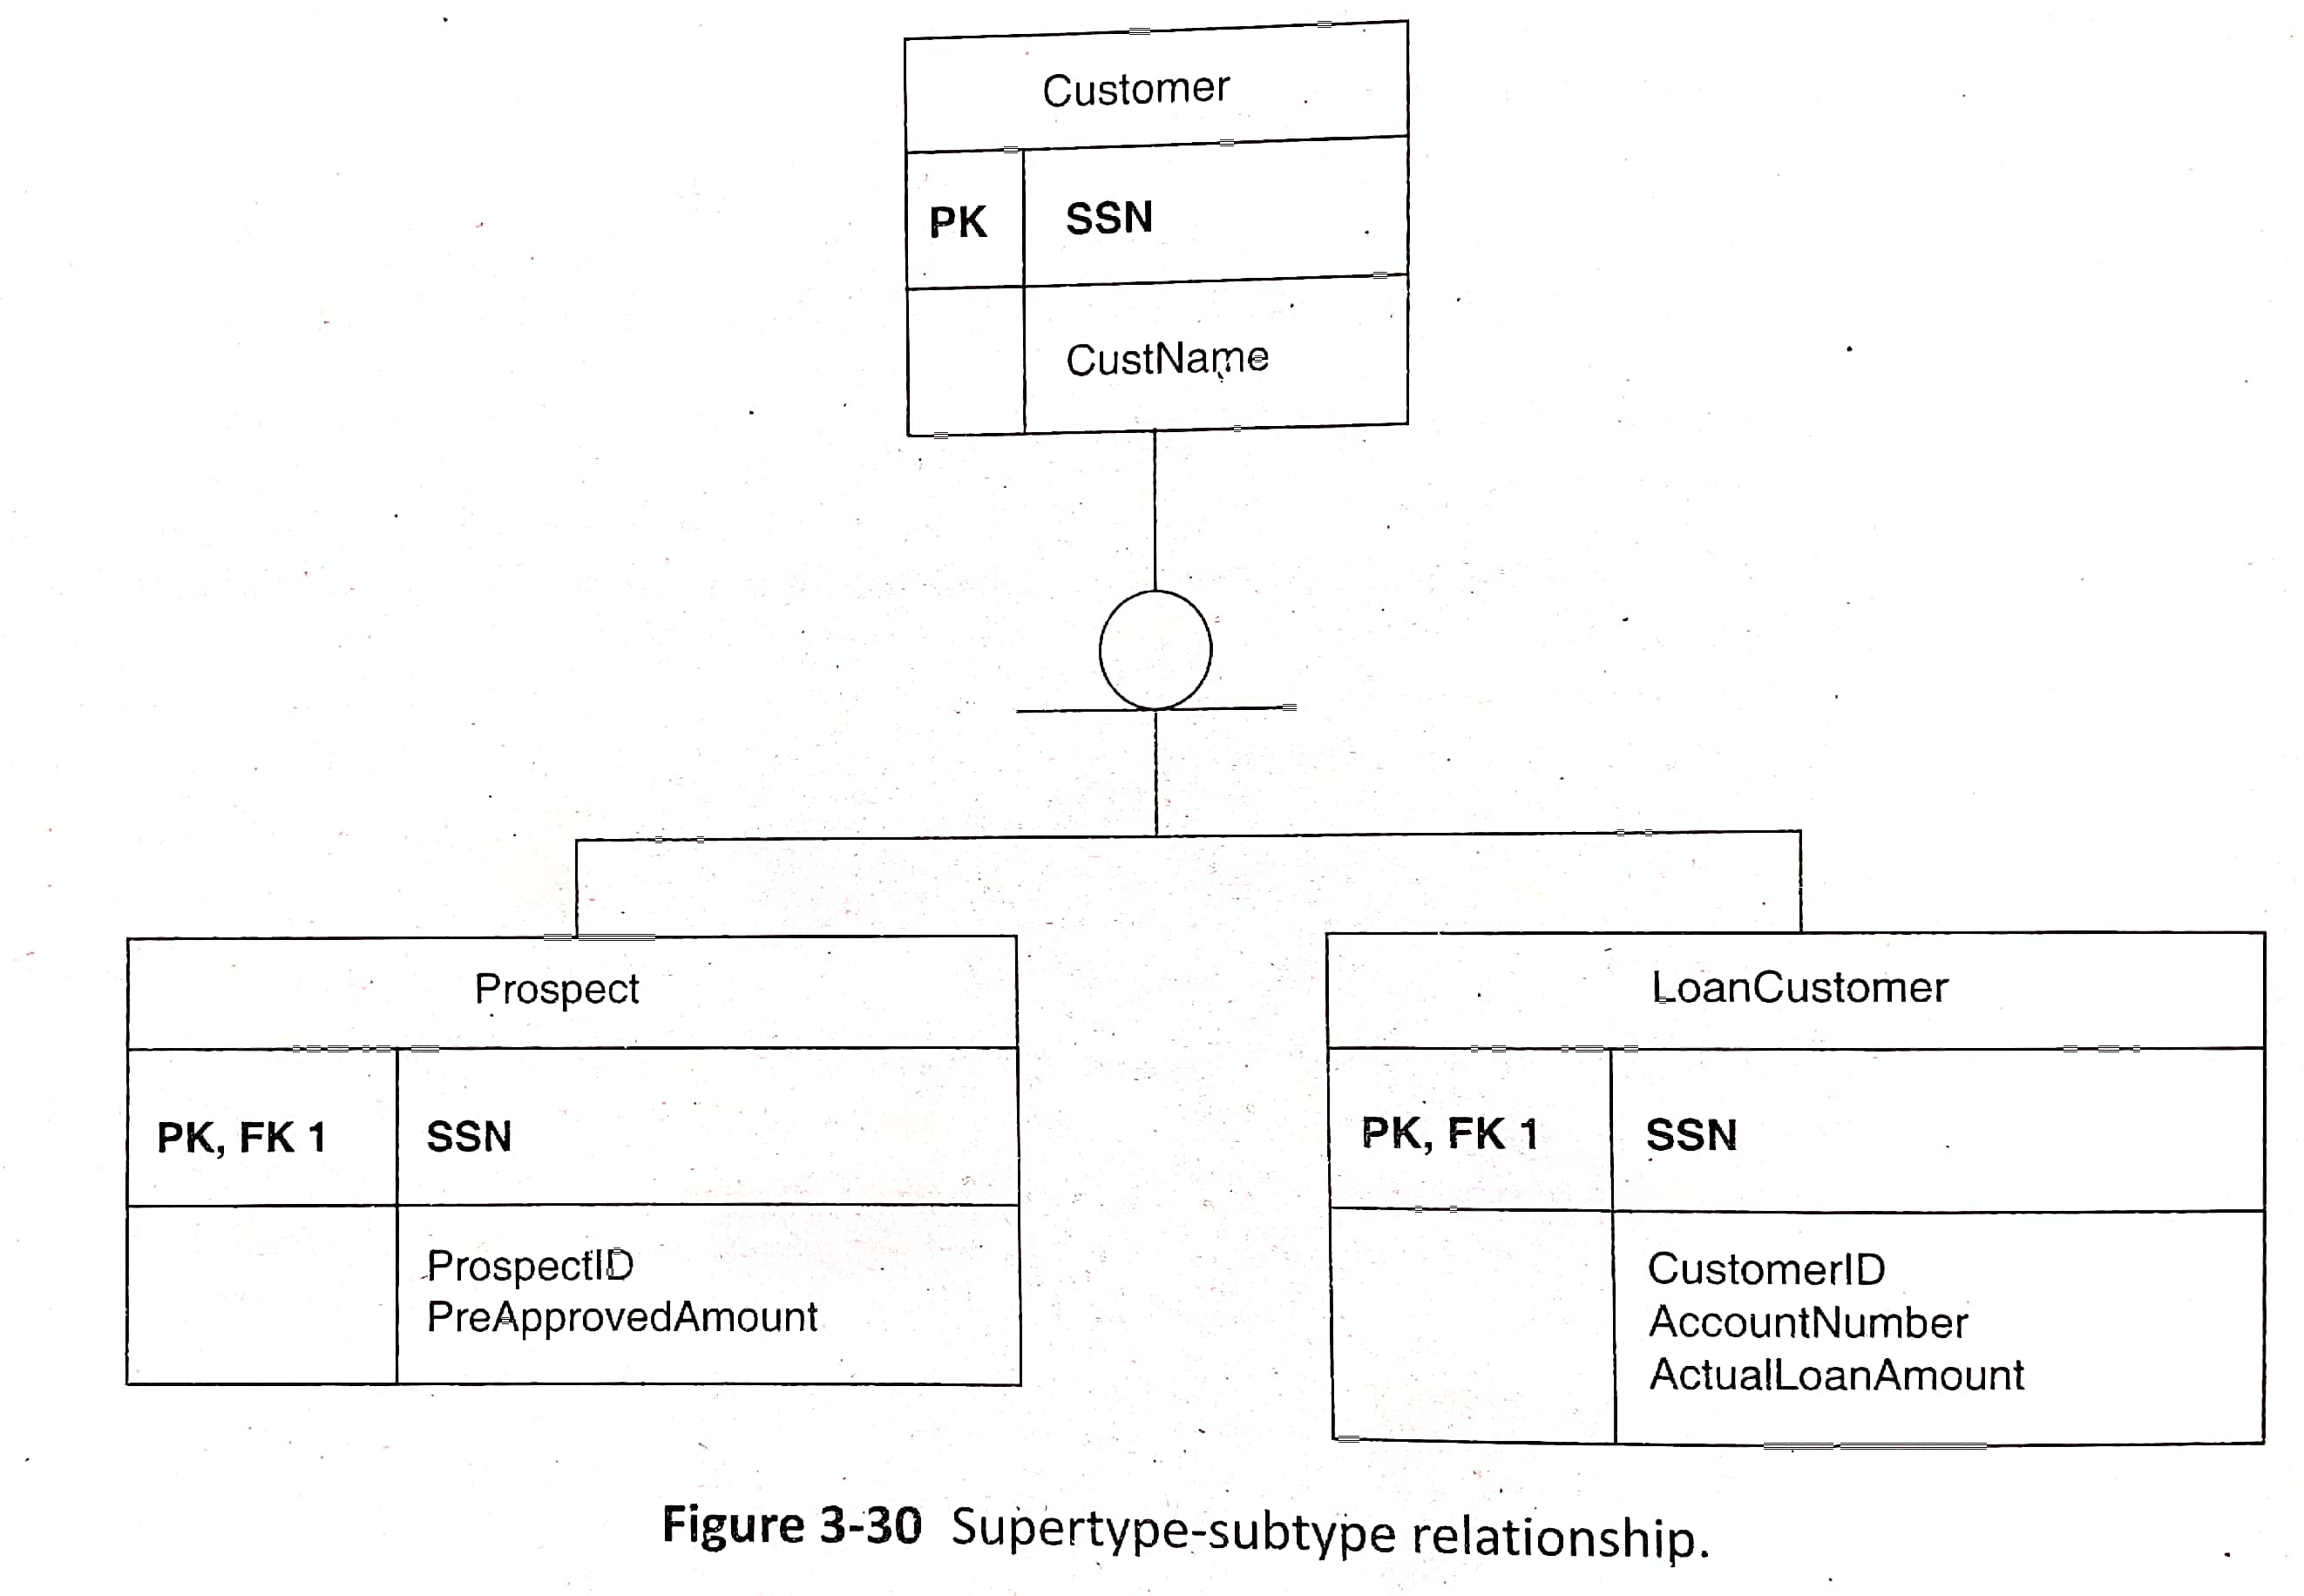 Customer
PK SSN
CustName
Prospect
PK, FK 1 SSN
ProspectID
PreApprovedAmount
LoanCustomer
PK, FK 1 SSN
CustomerID
AccountNumber
ActualLoanAmount
Figure 3-30 Supertype-subtype relationship.